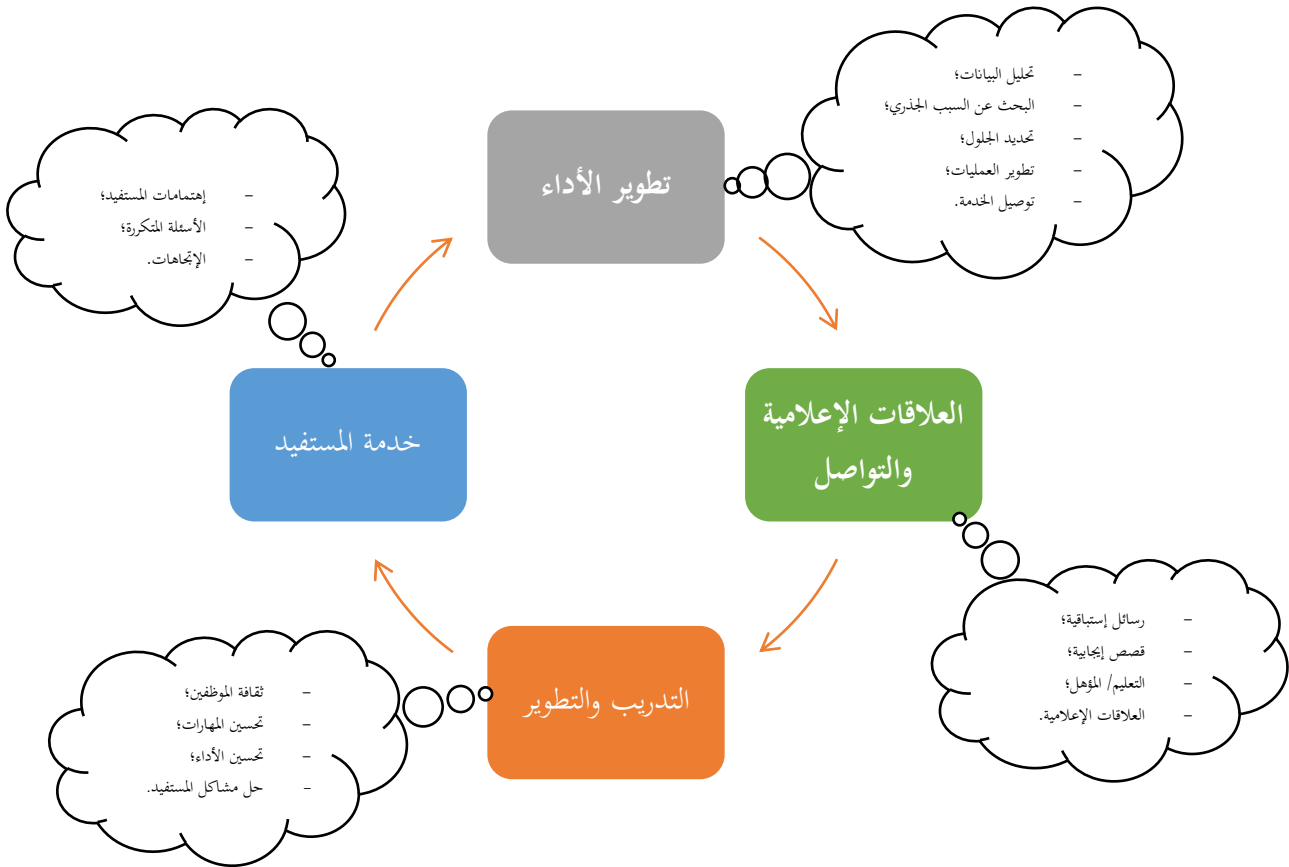 تطوير الأداء
- تحليل البيانات؛
- البحث عن السبب الجذري؛
- تحديد الجلول؛
- تطوير العمليات؛
- توصيل الخدمة.
العلاقات الإعلامية
والتواصل
- رسائل إستباقية؛
- قصص إيجابية؛
- التعليم/ المؤهل؛
- العلاقات الإعلامية.
التدريب والتطوير
- ثقافة الموظفين؛
- تحسين المهارات؛
- تحسين الأداء؛
- حل مشاكل المستفيد.
خدمة المستفيد
- إهتمامات المستفيد؛
- الأسئلة المتكررة؛
- الإتجاهات.